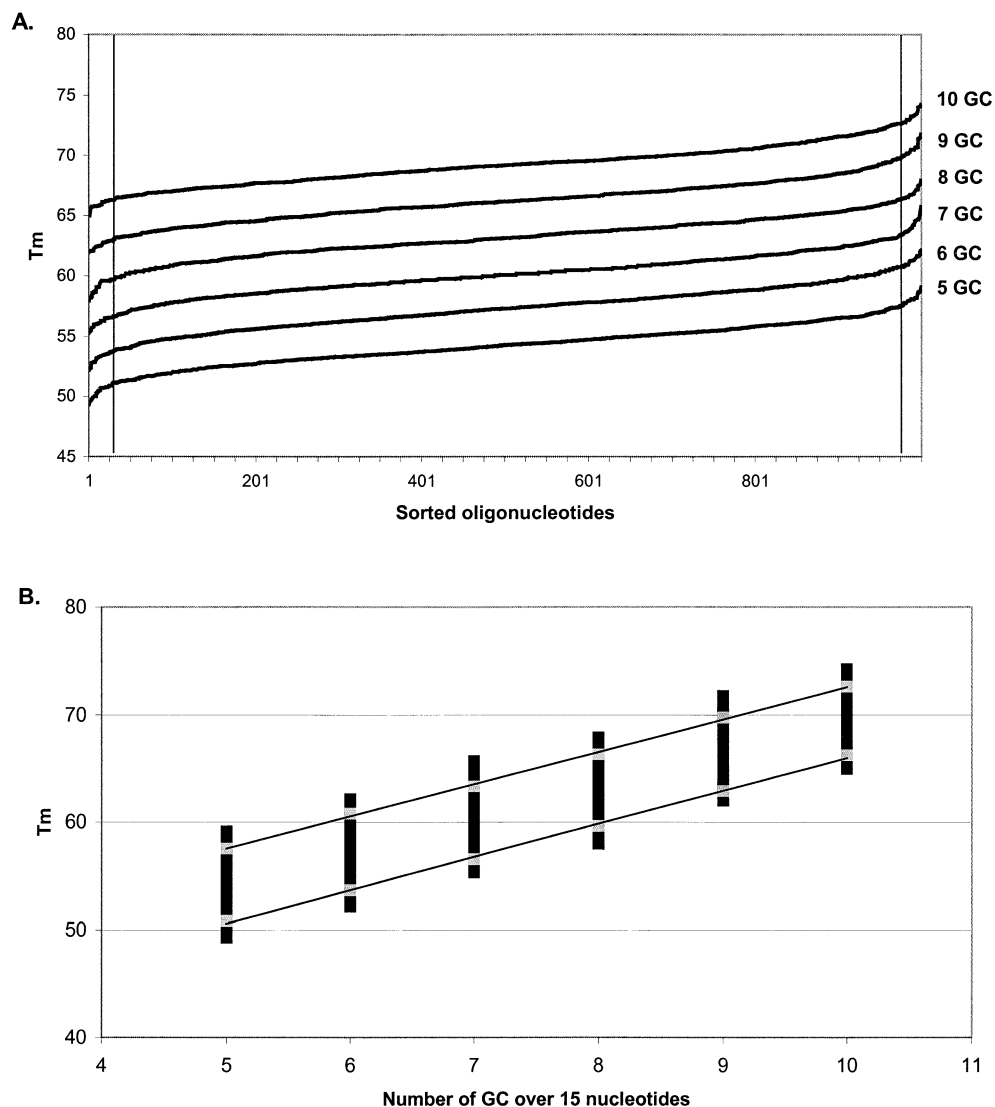 A.
80
75
70
65
60
55
50
45
Tm
10 GC
9 GC
8 GC
7 GC
6 GC
5 GC
1 201 401 601 801
Sorted oligonucleotides
B.
80
70
60
50
40
Tm
4 5 6 7 8 9 10 11
Number of GC over 15 nucleotides